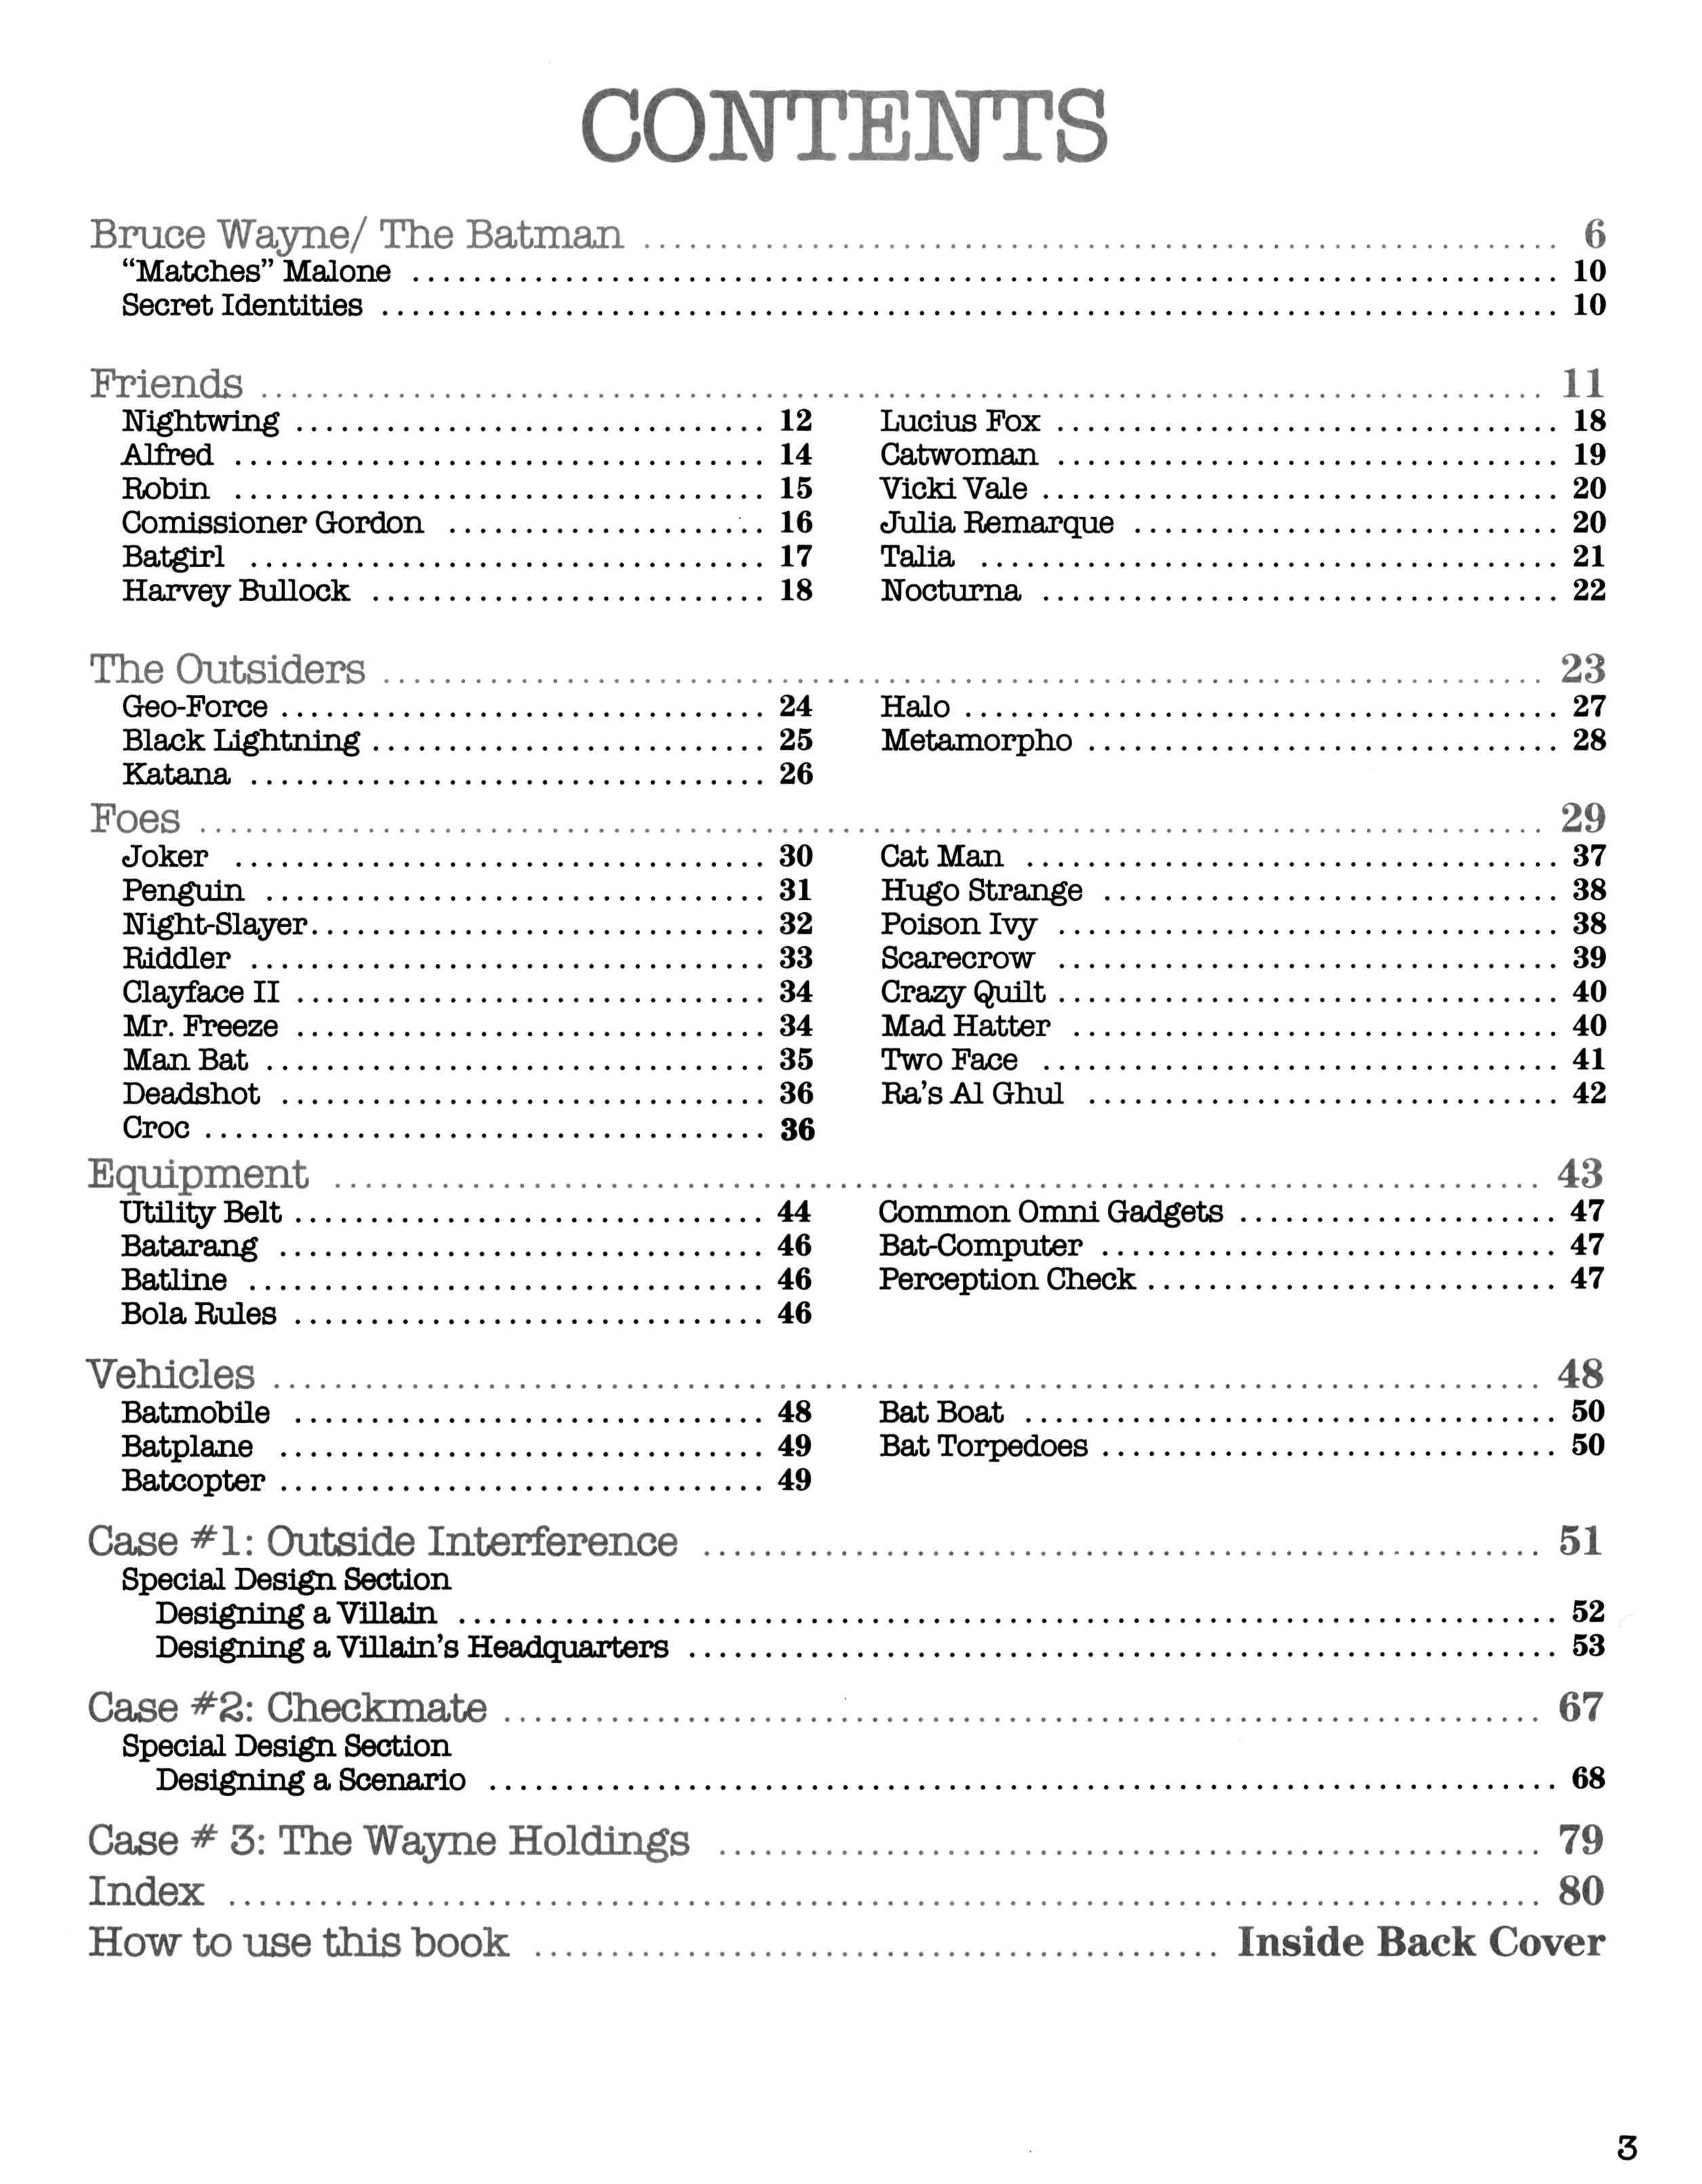 CONTENTS
Bruce Wayne/ The Batman ........ 6
“Matches” Malone ........ 10
Secret Identities ........ 10
Friends ........ 11
Nightwing ........ 12
Alfred ........ 14
Robin ........ 15
Comissioner Gordon ........ 16
Batgirl ........ 17
Harvey Bullock ........ 18
Lucius Fox ........ 18
Catwoman ........ 19
Vicki Vale ........ 20
Julia Remarque ........ 20
Talia ........ 21
Nocturna ........ 22
The Outsiders ........ 23
Geo-Force ........ 24
Black Lightning ........ 25
Katana ........ 26
Halo ........ 27
Metamorpho ........ 28
Foes ........ 29
Joker ........ 30
Penguin ........ 31
Night-Slayer ........ 32
Riddler ........ 33
Clayface II ........ 34
Mr. Freeze ........ 34
Man Bat ........ 35
Deadshot ........ 36
Croc ........ 36
Cat Man ........ 37
Hugo Strange ........ 38
Poison Ivy ........ 38
Scarecrow ........ 39
Crazy Quilt ........ 40
Mad Hatter ........ 40
Two Face ........ 41
Ra’s Al Ghul ........ 42
Equipment ........ 43
Utility Belt ........ 44
Batarang ........ 46
Batline ........ 46
Bola Rules ........ 46
Common Omni Gadgets ........ 47
Bat-Computer ........ 47
Perception Check ........ 47
Vehicles ........ 48
Batmobile ........ 48
Batplane ........ 49
Batcopter ........ 49
Bat Boat ........ 50
Bat Torpedoes ........ 50
Case #1: Outside Interference ........ 51
Special Design Section
Designing a Villain ........ 52
Designing a Villain’s Headquarters ........ 53
Case #2: Checkmate ........ 67
Special Design Section
Designing a Scenario ........ 68
Case # 3: The Wayne Holdings ........ 79
Index ........ 80
How to use this book ........ Inside Back Cover
3